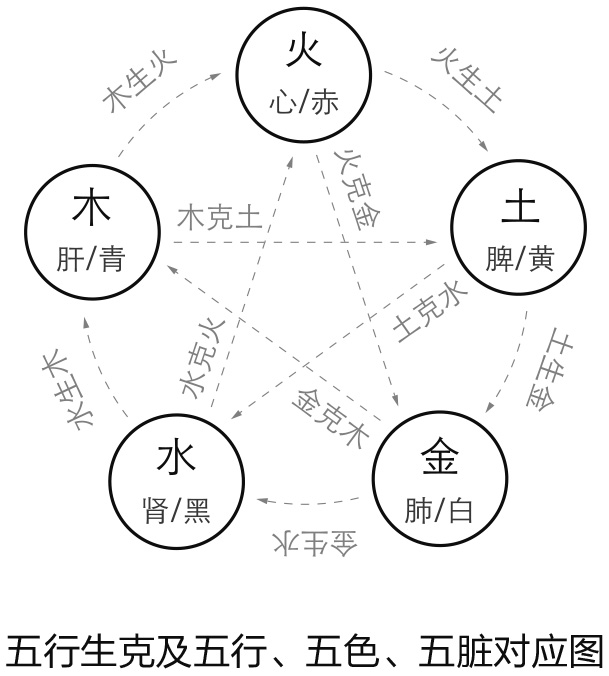 火
心/赤
木生火
火生土
木
肝/青
土
脾/黄
木克土
火克金
水克火
土克水
金克木
水生木
土生金
水
肾/黑
金
肺/白
金生水
五行生克及五行、五色、五脏对应图